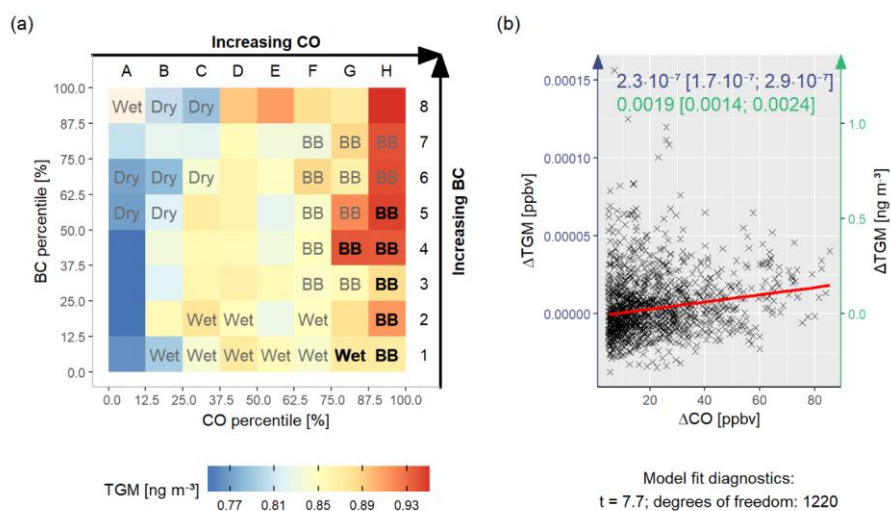 (a)
Increasing CO
A B C D E F G H
100.0 Wet Dry Dry 8
87.5
BB BB BB 7
75.0
Dry Dry Dry BB BB BB 6
62.5
Dry Dry BB BB BB 5
50.0
BB BB BB 4
37.5
BB BB BB 3
25.0
Wet Wet Wet BB 2
12.5
Wet Wet Wet Wet Wet Wet BB 1
0.0
BC percentile [%]
Increasing BC
0.0 12.5 25.0 37.5 50.0 62.5 75.0 87.5 100.0
CO percentile [%]
TGM [ng m⁻³]
0.77 0.81 0.85 0.89 0.93
(b)
2.3·10⁻⁷ [1.7·10⁻⁷; 2.9·10⁻⁷]
0.0019 [0.0014; 0.0024]
0.00015
0.00010
0.00005
0.00000
ΔTGM [ppbv]
1.0
0.5
0.0
ΔTGM [ng m⁻³]
20 40 60 80
ΔCO [ppbv]
Model fit diagnostics:
t = 7.7; degrees of freedom: 1220